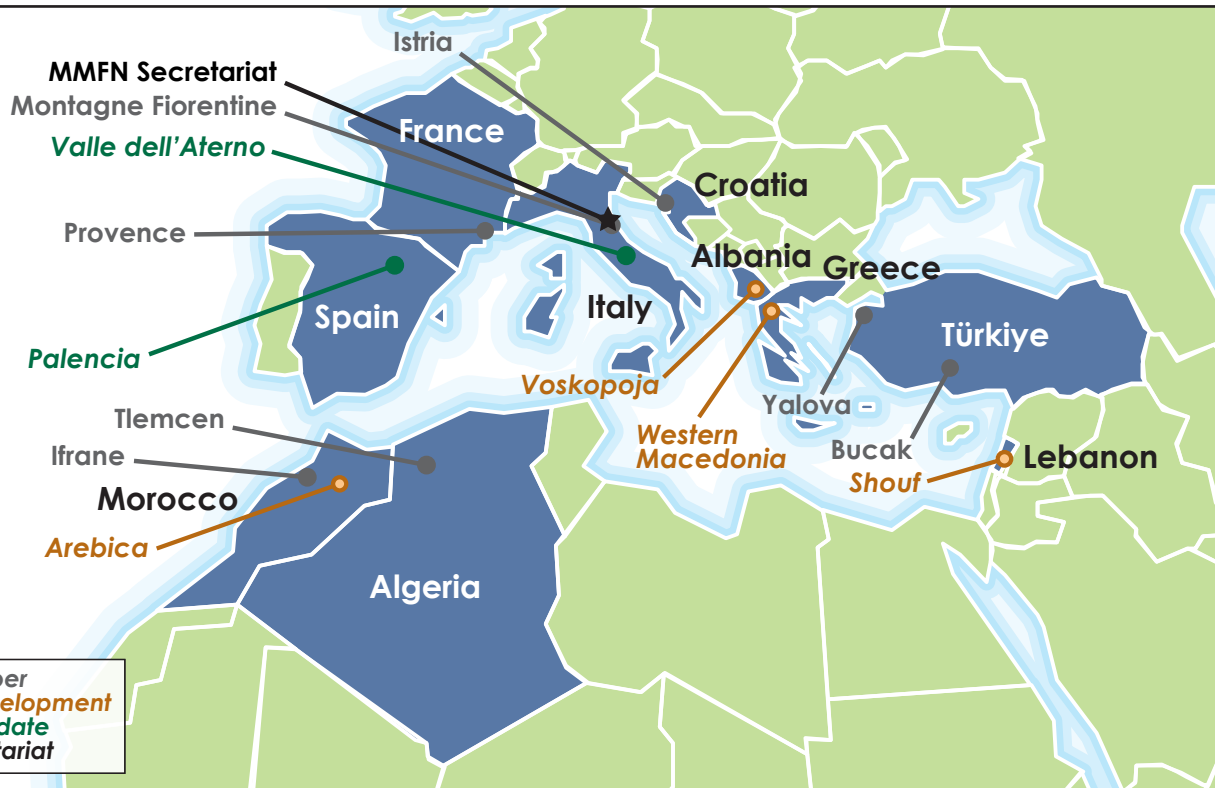 Istria
MMFN Secretariat
Montagne Fiorentine
Valle dell'Aterno
France
Croatia
Provence
Albania
Greece
Spain
Italy
Türkiye
Palencia
Voskopoja
Yalova
Tlemcen
Western
Macedonia
Bucak
Ifrane
Shouf
Lebanon
Morocco
Arebica
Algeria
er
elopment
date
tariat